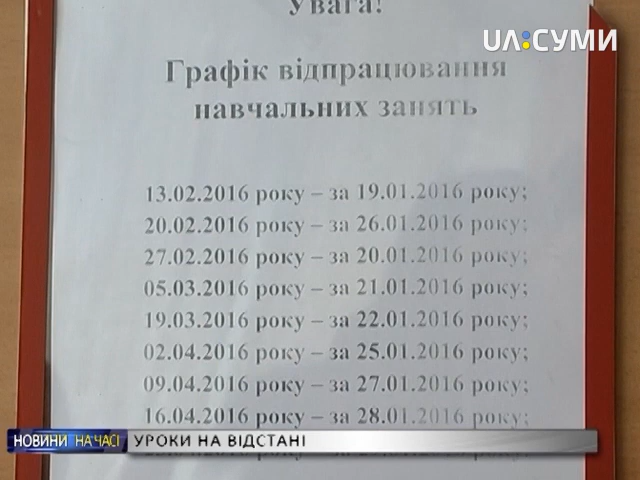 Увага!
UA:СУМИ
Графік відпрацювання
навчальних занять
13.02.2016 року – за 19.01.2016 року;
20.02.2016 року – за 26.01.2016 року;
27.02.2016 року – за 20.01.2016 року;
05.03.2016 року – за 21.01.2016 року;
19.03.2016 року – за 22.01.2016 року;
02.04.2016 року – за 25.01.2016 року;
09.04.2016 року – за 27.01.2016 року;
16.04.2016 року – за 28.01.2016 року;
НОВИНИ НА ЧАСІ
УРОКИ НА ВІДСТАНІ